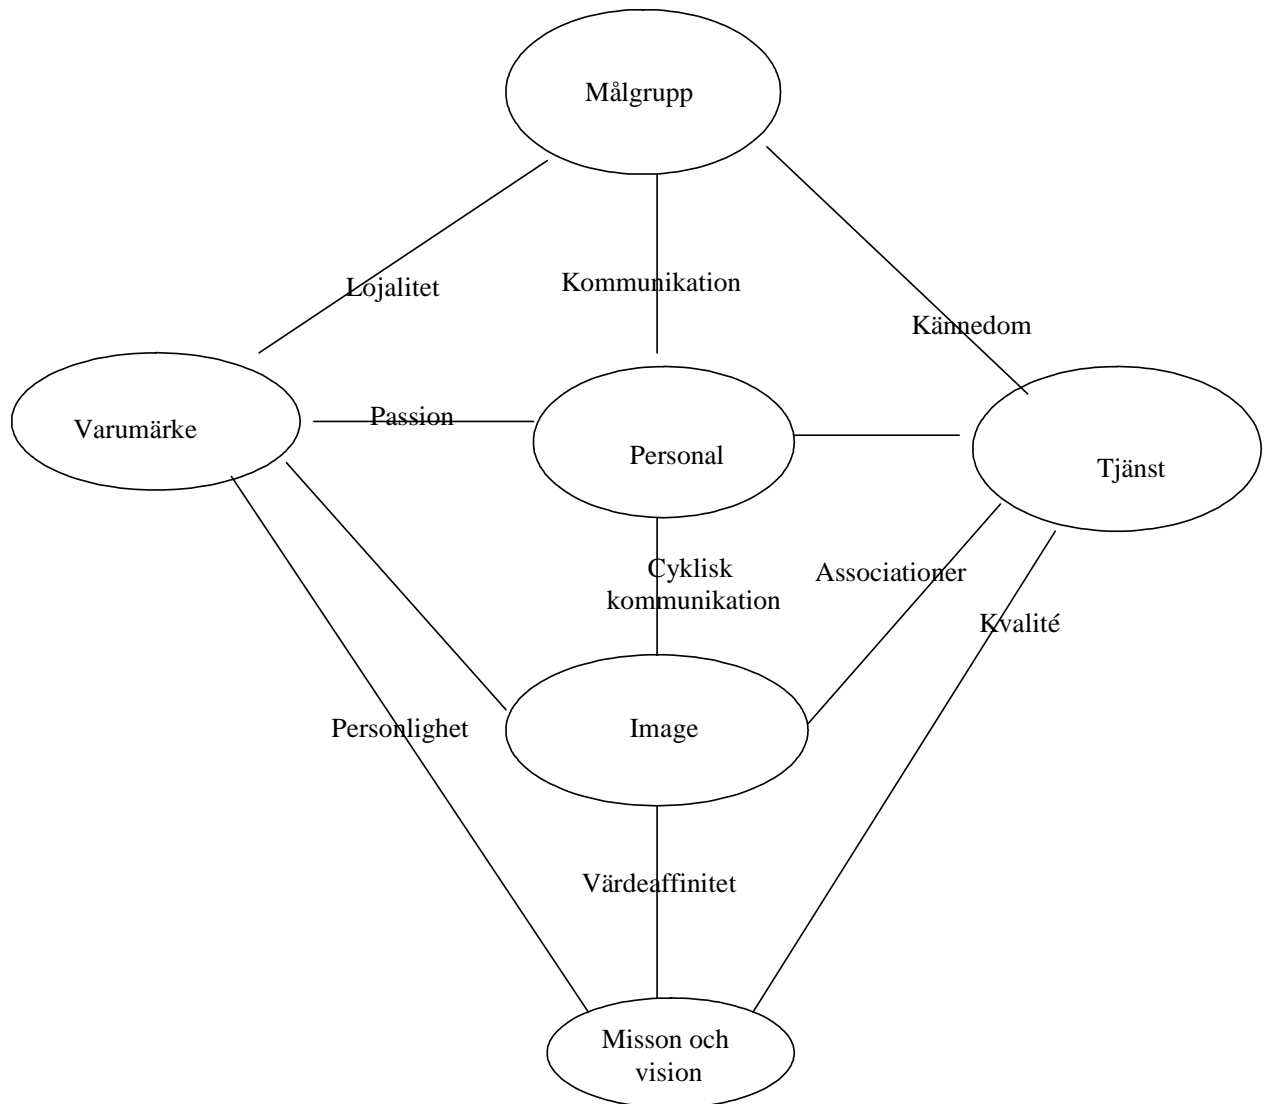 Målgrupp
Lojalitet
Kommunikation
Kännedom
Varumärke
Passion
Personal
Tjänst
Cyklisk
kommunikation
Associationer
Kvalité
Personlighet
Image
Värdeaffinitet
Misson och
vision